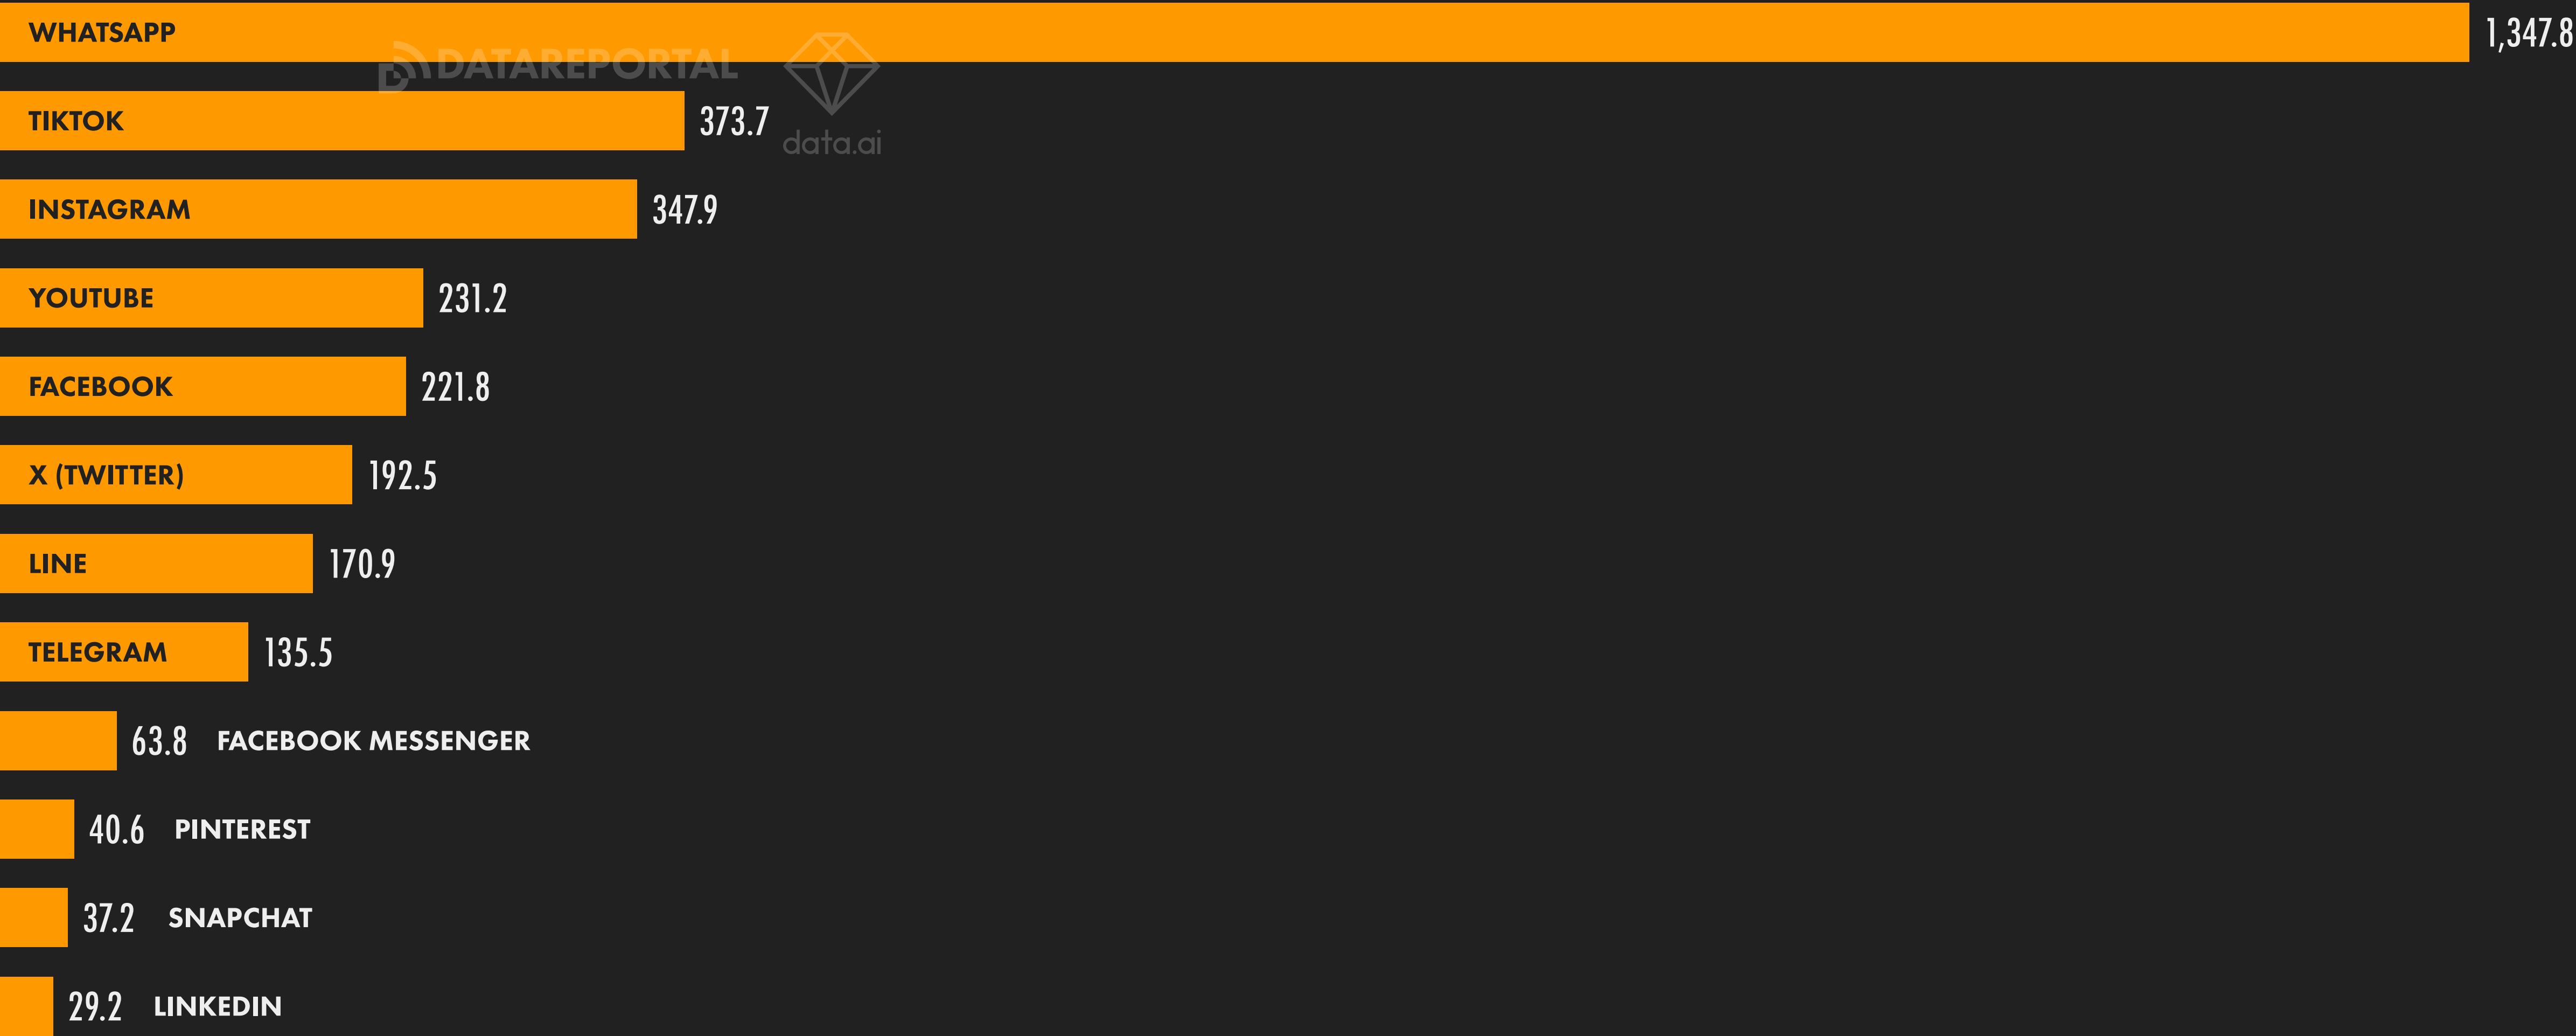 WHATSAPP 1,347.8
DATAREPORTAL
TIKTOK 373.7
data.ai
INSTAGRAM 347.9
YOUTUBE 231.2
FACEBOOK 221.8
X (TWITTER) 192.5
LINE 170.9
TELEGRAM 135.5
63.8 FACEBOOK MESSENGER
40.6 PINTEREST
37.2 SNAPCHAT
29.2 LINKEDIN